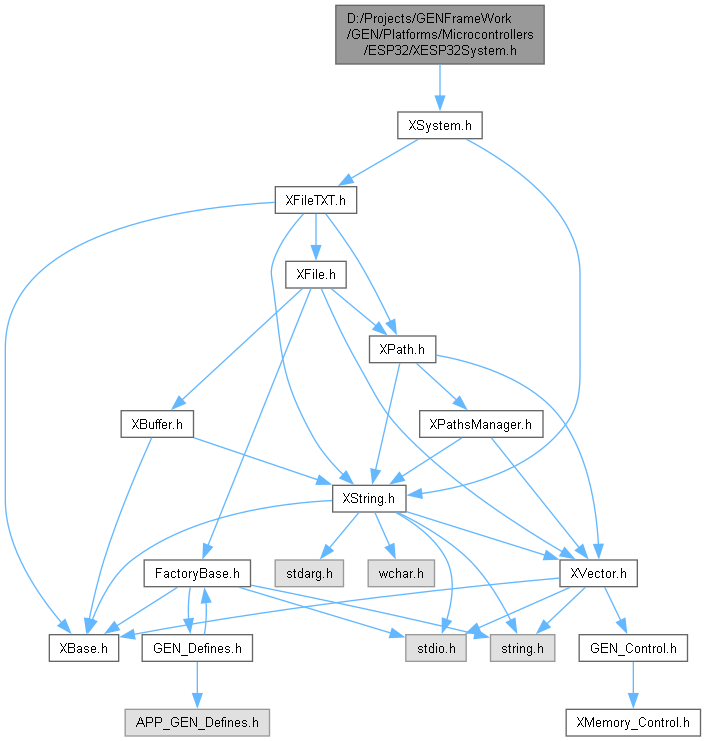 D:/Projects/GENFrameWork
/GEN/Platforms/Microcontrollers
/ESP32/XESP32System.h
XSystem.h
XFileTXT.h
XFile.h
XPath.h
XBuffer.h
XPathsManager.h
XString.h
stdarg.h
wchar.h
FactoryBase.h
XVector.h
XBase.h
GEN_Defines.h
stdio.h
string.h
GEN_Control.h
APP_GEN_Defines.h
XMemory_Control.h